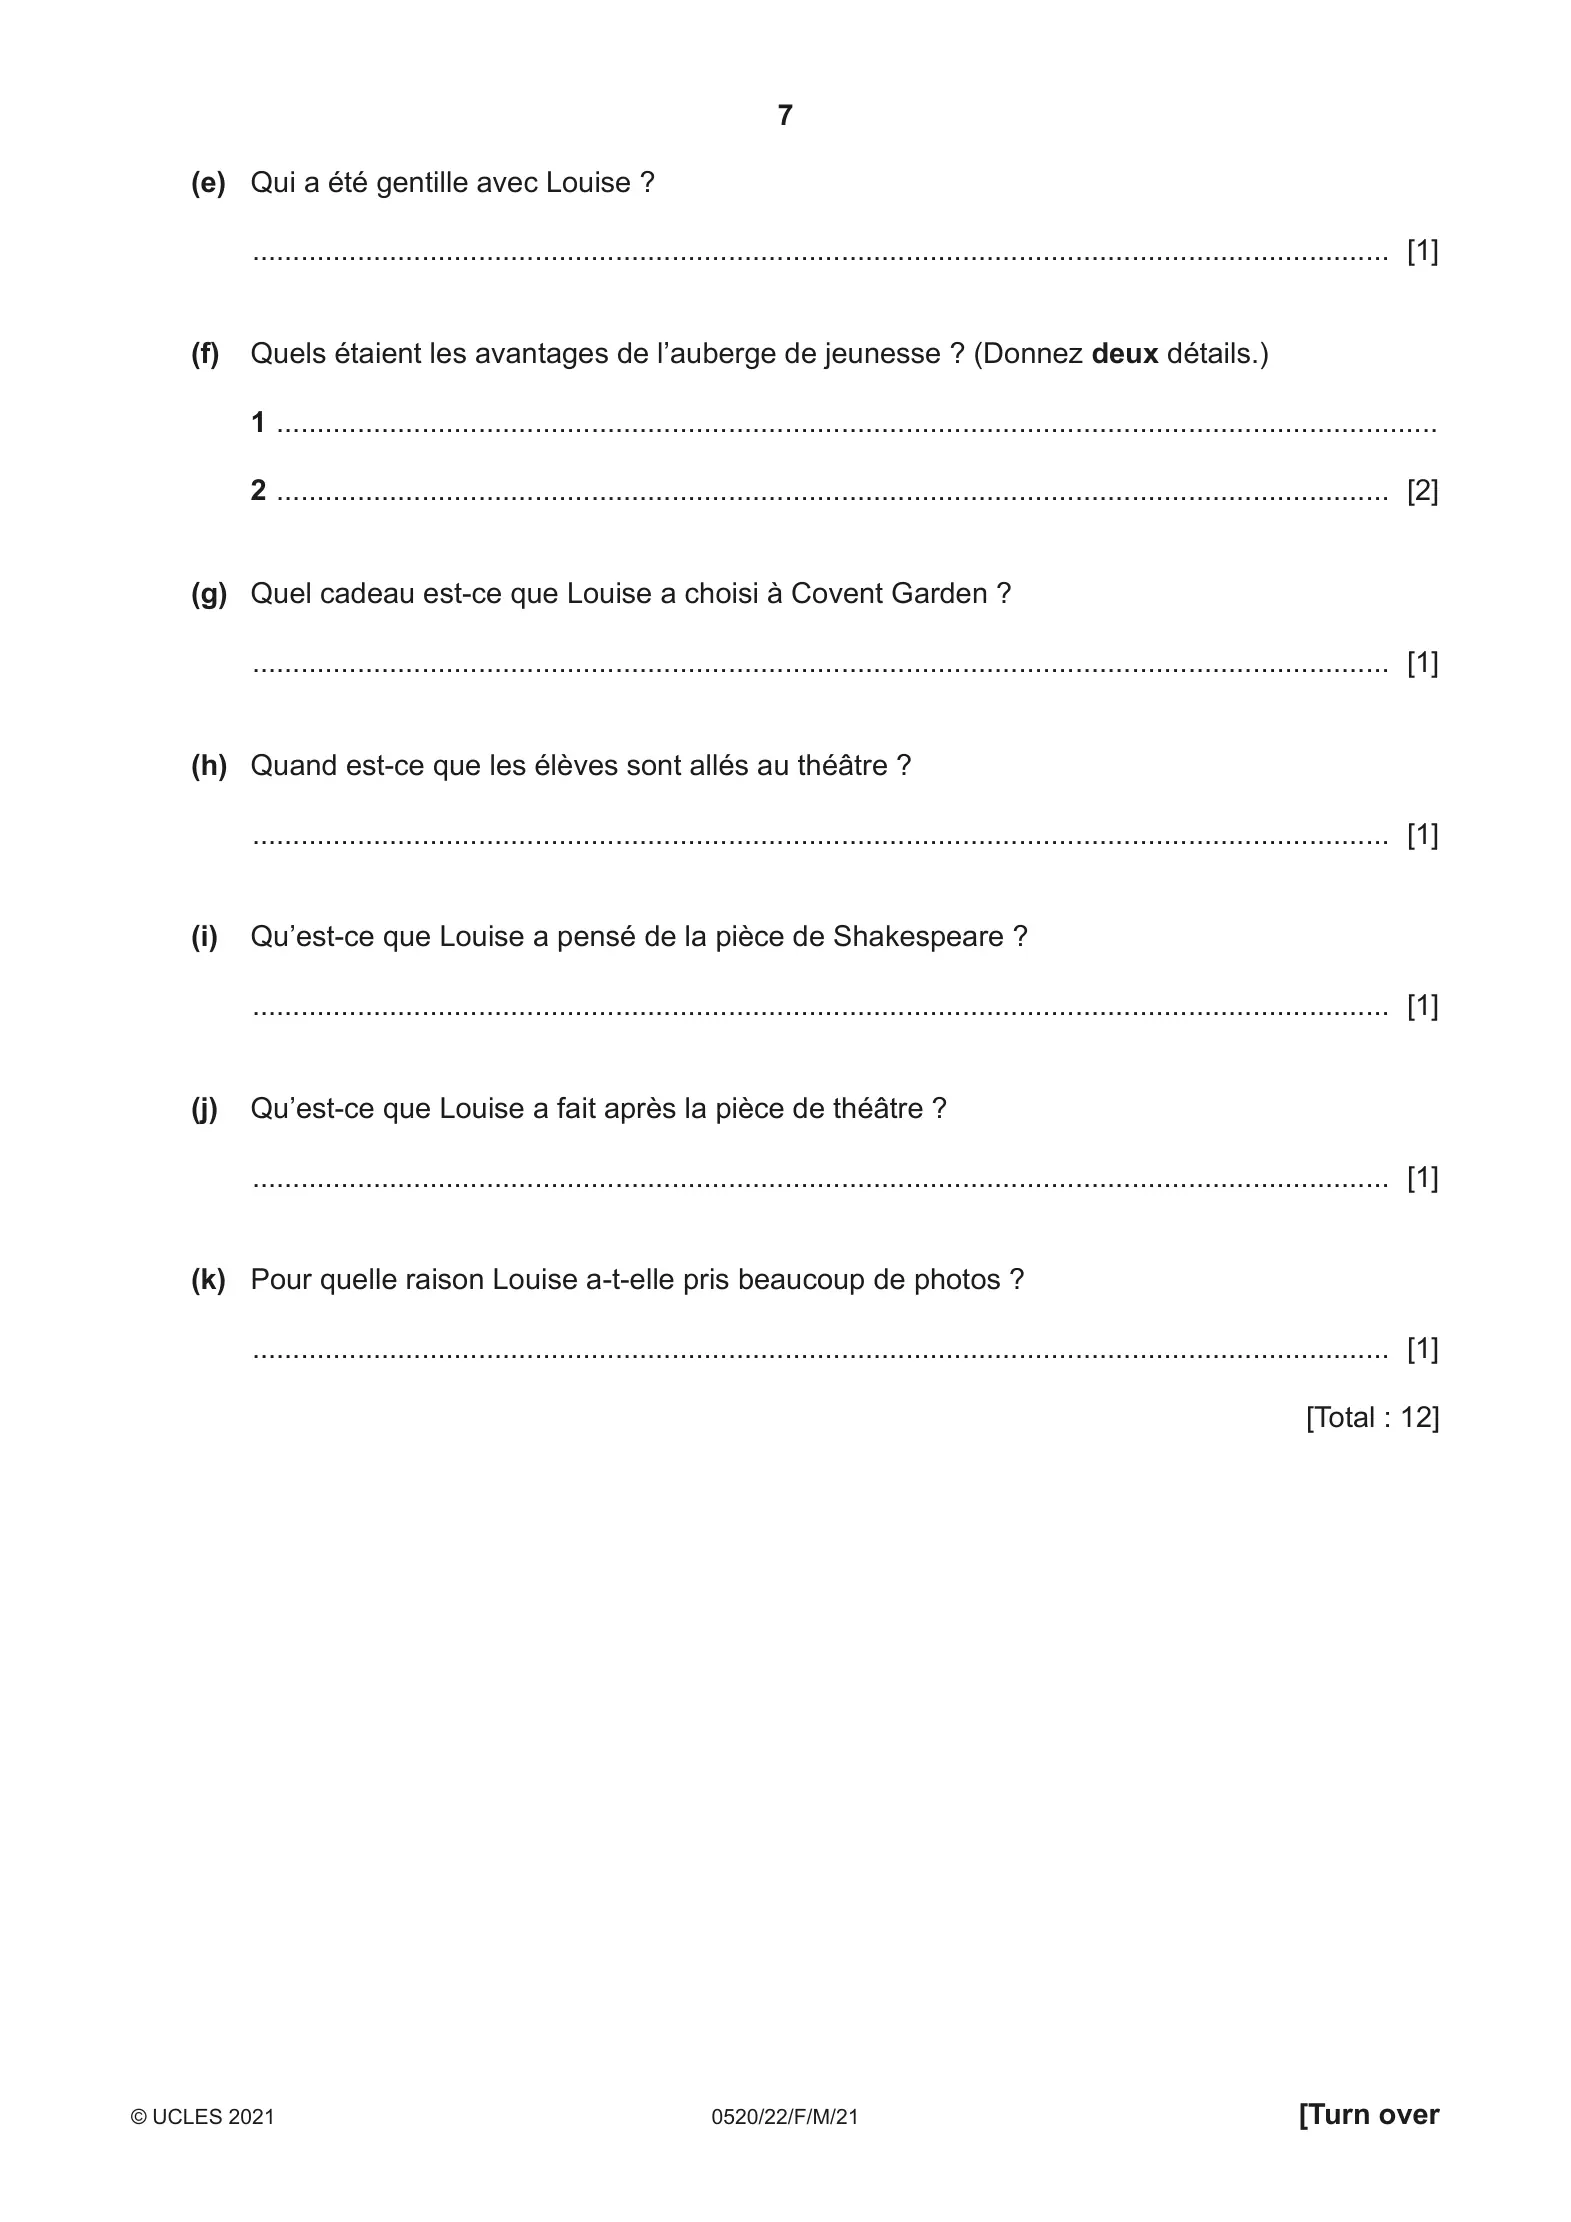 7
(e) Qui a été gentille avec Louise ?
.......................................................................................................................................... [1]
(f) Quels étaient les avantages de l’auberge de jeunesse ? (Donnez deux détails.)
1 ..............................................................................................................................................
2 ....................................................................................................................................... [2]
(g) Quel cadeau est-ce que Louise a choisi à Covent Garden ?
.......................................................................................................................................... [1]
(h) Quand est-ce que les élèves sont allés au théâtre ?
.......................................................................................................................................... [1]
(i) Qu’est-ce que Louise a pensé de la pièce de Shakespeare ?
.......................................................................................................................................... [1]
(j) Qu’est-ce que Louise a fait après la pièce de théâtre ?
.......................................................................................................................................... [1]
(k) Pour quelle raison Louise a-t-elle pris beaucoup de photos ?
.......................................................................................................................................... [1]
[Total : 12]
© UCLES 2021 0520/22/F/M/21 [Turn over